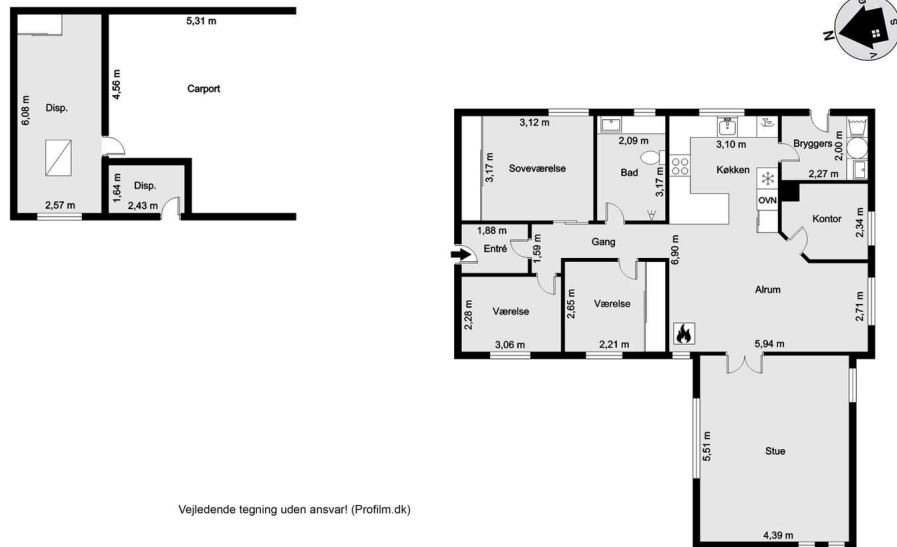 5,31 m
Carport
4,56 m
Disp.
6,08 m
2,57 m
Disp.
1,64 m
2,43 m
N
S
V
3,12 m
3,17 m
Soveværelse
2,09 m
Bad
3,17 m
3,10 m
Køkken
OVN
Bryggers
2,00 m
2,27 m
Kontor
2,34 m
1,88 m
Entré
1,59 m
Gang
6,90 m
Alrum
2,71 m
5,94 m
2,28 m
Værelse
3,06 m
2,65 m
Værelse
2,21 m
5,51 m
Stue
4,39 m
Vejledende tegning uden ansvar! (Profilm.dk)